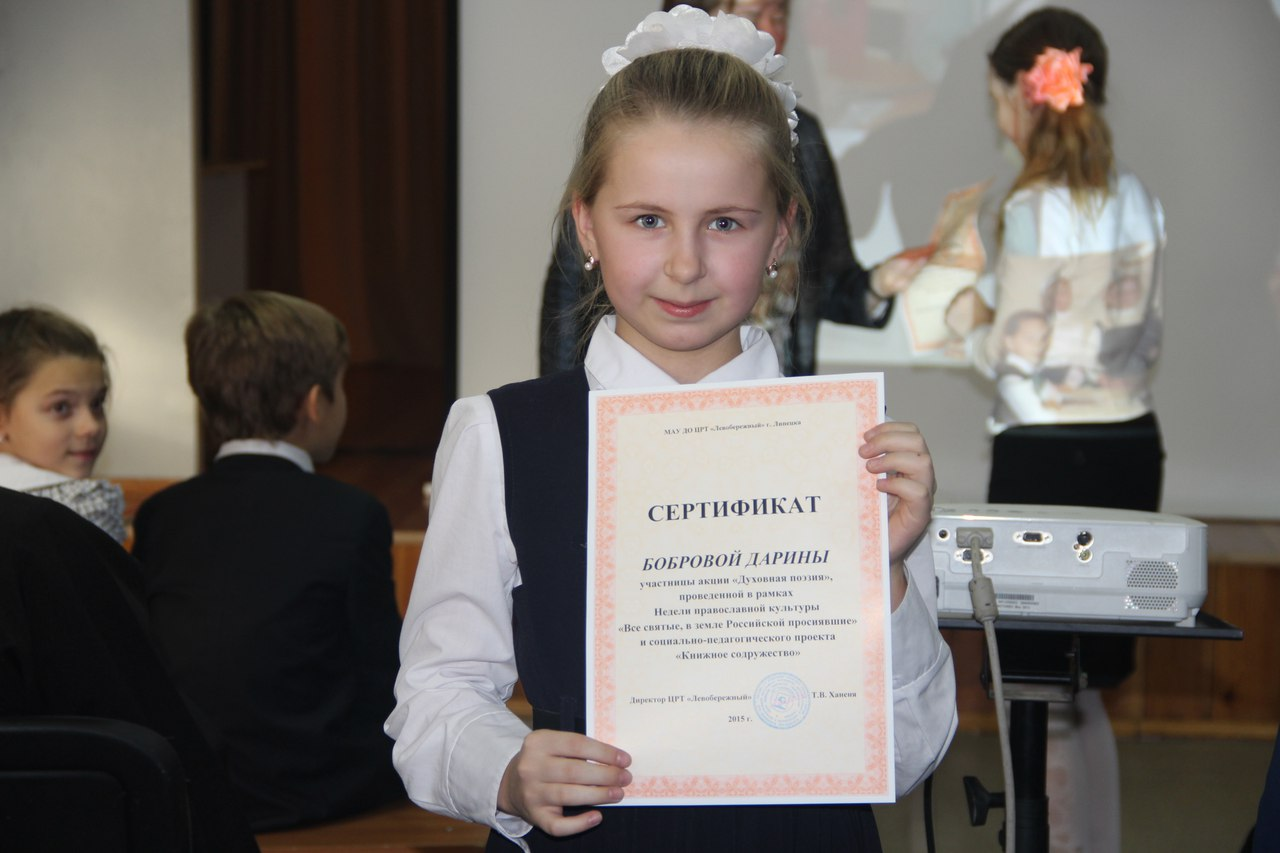 МАУ ДО ЦРТ «Левобережный» г. Липецка
СЕРТИФИКАТ
БОБРОВОЙ ДАРИНЫ
участницы акции «Духовная поэзия»,
проведенной в рамках
Недели православной культуры
«Все святые, в земле Российской просиявшие»
и социально-педагогического проекта
«Книжное содружество»
Директор ЦРТ «Левобережный» Т.В. Ханеня
2015 г.